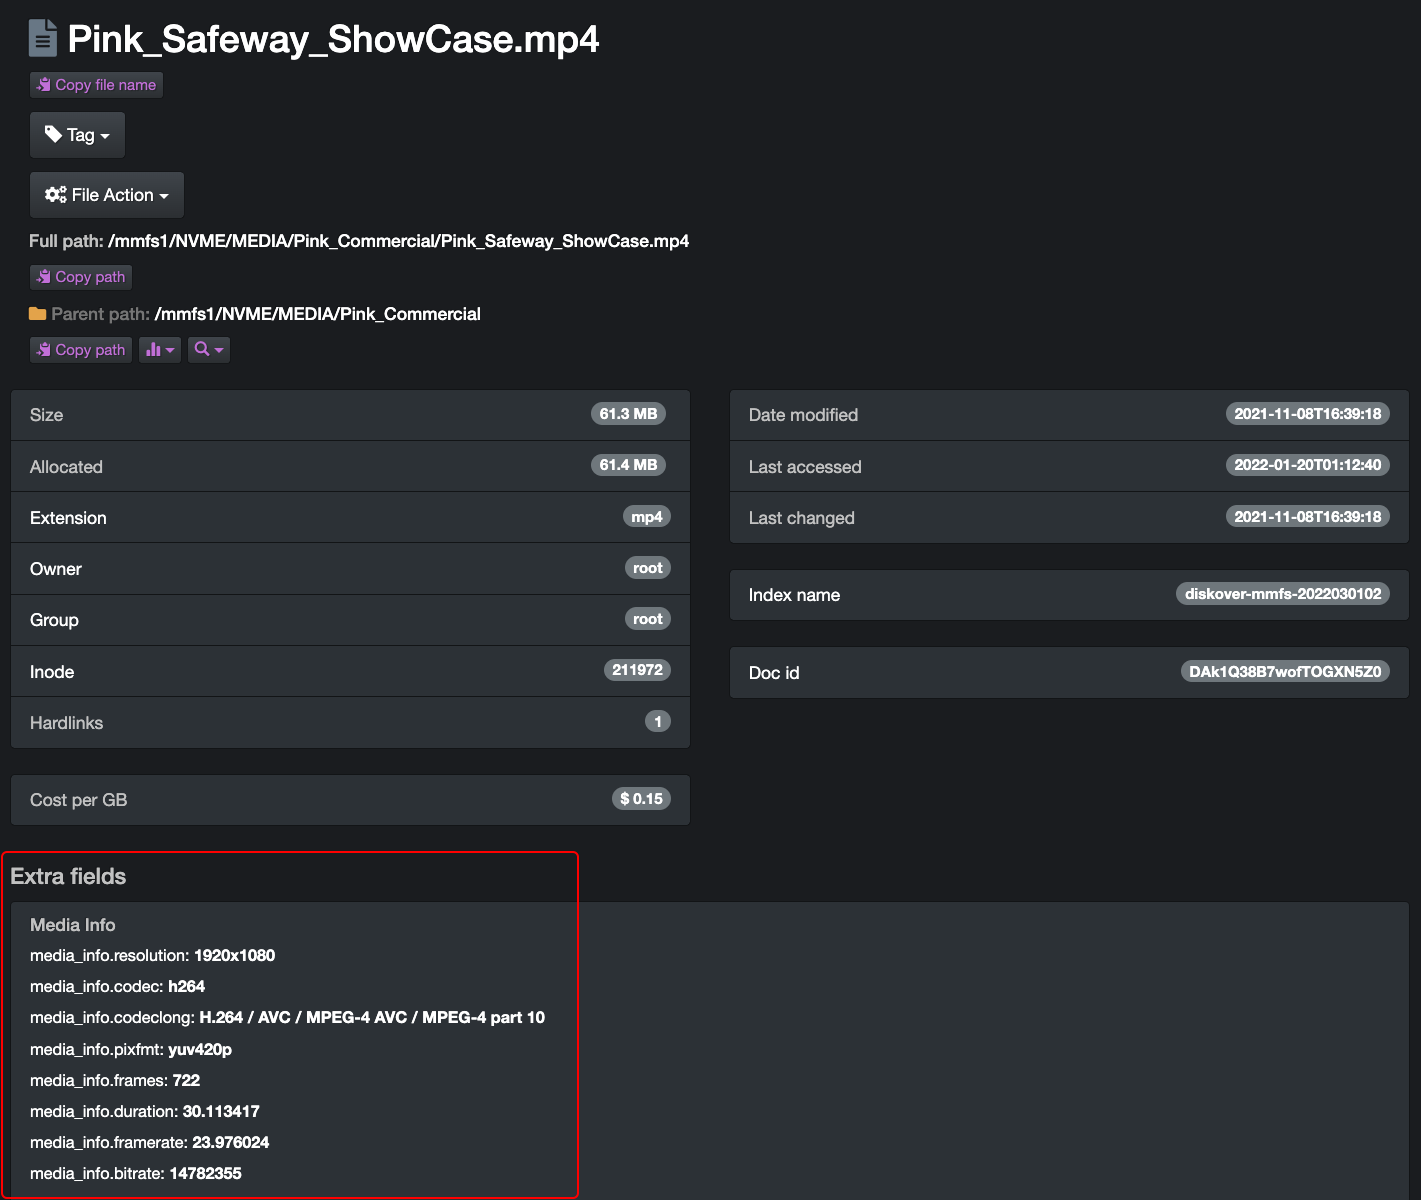 Pink_Safeway_ShowCase.mp4
Copy file name
Tag
File Action
Full path: /mmfs1/NVME/MEDIA/Pink_Commercial/Pink_Safeway_ShowCase.mp4
Copy path
Parent path: /mmfs1/NVME/MEDIA/Pink_Commercial
Copy path
Size 61.3 MB
Allocated 61.4 MB
Extension mp4
Owner root
Group root
Inode 211972
Hardlinks 1
Cost per GB $ 0.15
Date modified 2021-11-08T16:39:18
Last accessed 2022-01-20T01:12:40
Last changed 2021-11-08T16:39:18
Index name diskover-mmfs-2022030102
Doc id DAk1Q38B7wofTOGXN5Z0
Extra fields
Media Info
media_info.resolution: 1920x1080
media_info.codec: h264
media_info.codeclong: H.264 / AVC / MPEG-4 AVC / MPEG-4 part 10
media_info.pixfmt: yuv420p
media_info.frames: 722
media_info.duration: 30.113417
media_info.framerate: 23.976024
media_info.bitrate: 14782355